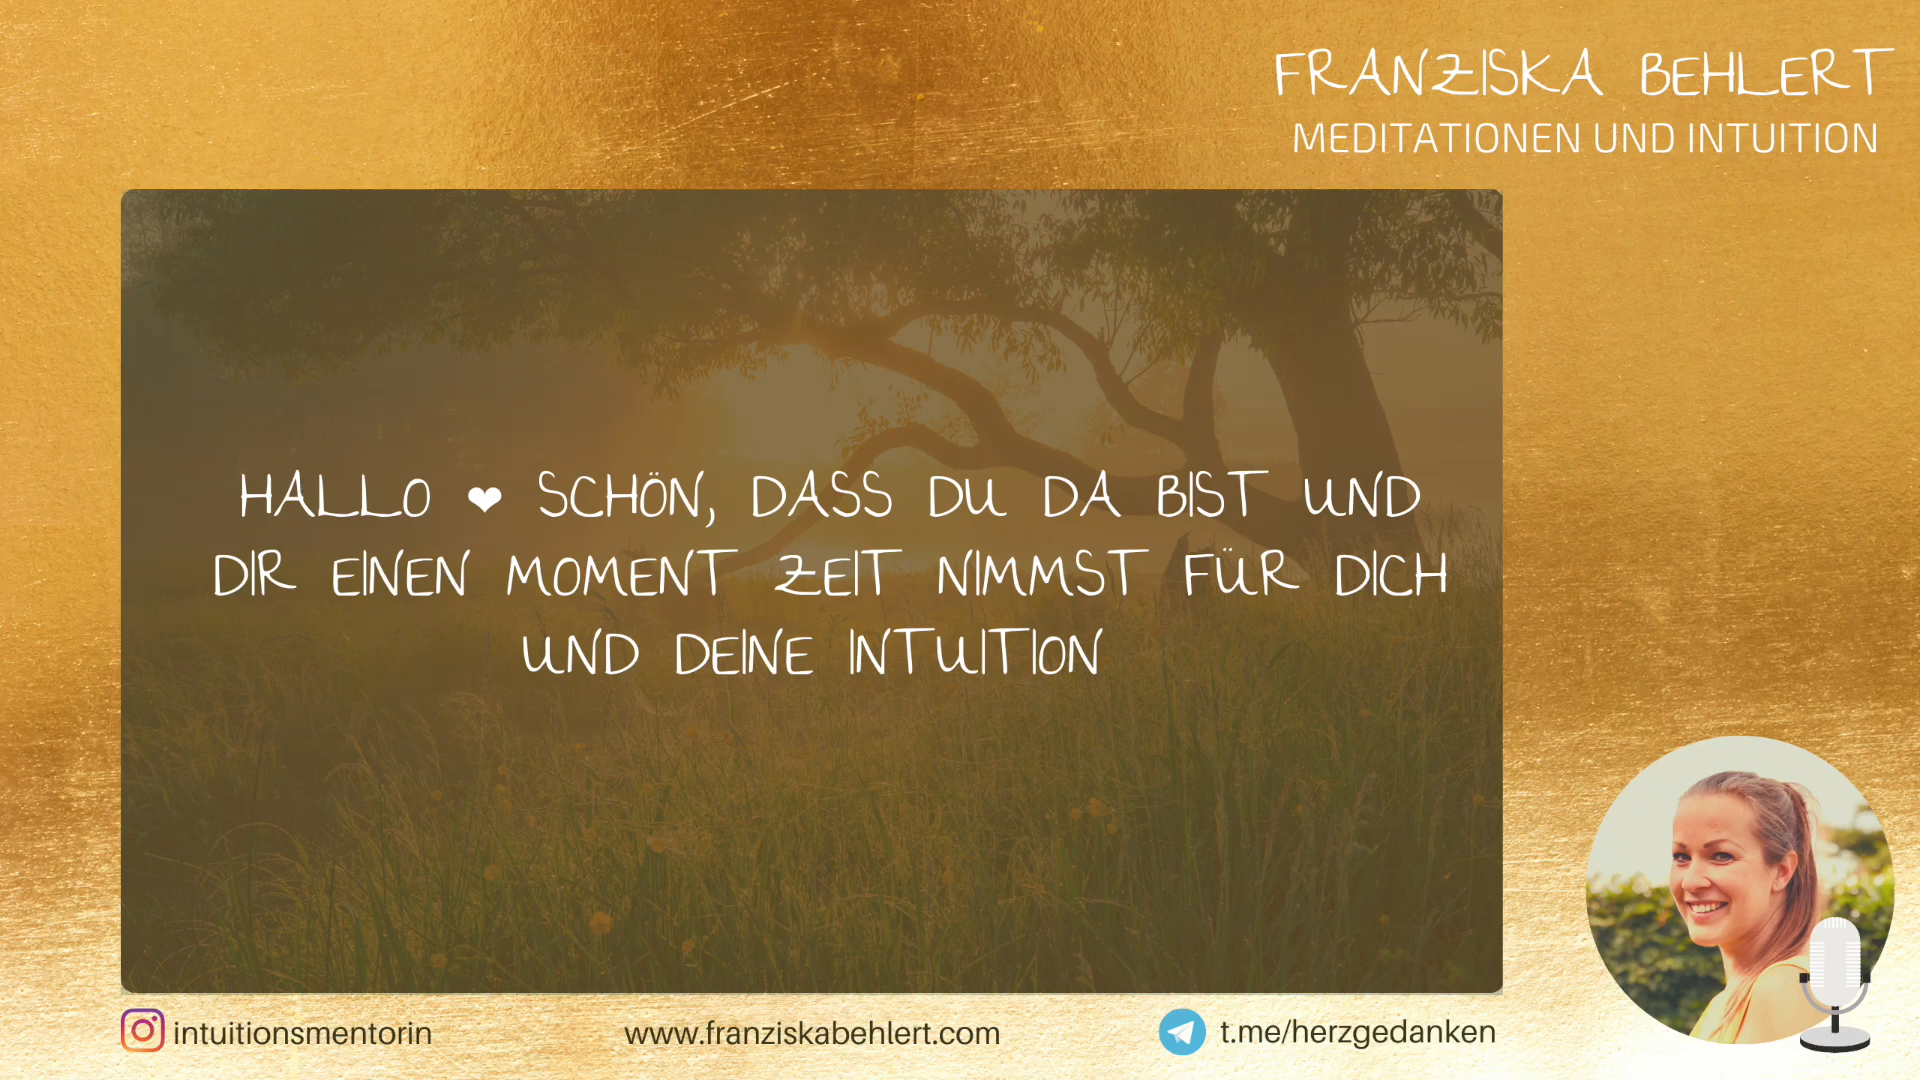 FRANZISKA BEHLERT
MEDITATIONEN UND INTUITION
HALLO ❤ SCHÖN, DASS DU DA BIST UND
DIR EINEN MOMENT ZEIT NIMMST FÜR DICH
UND DEINE INTUITION
intuitionsmentorin
www.franziskabehlert.com
t.me/herzgedanken